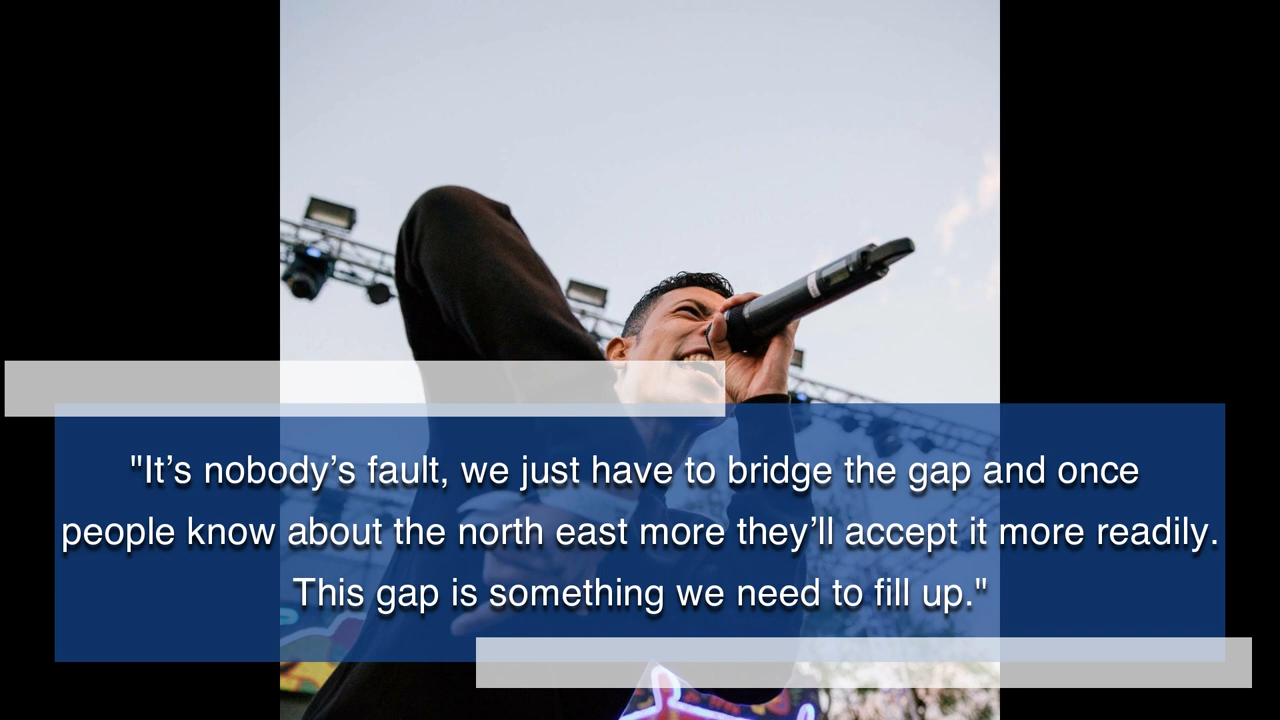 "It’s nobody’s fault, we just have to bridge the gap and once
people know about the north east more they’ll accept it more readily.
This gap is something we need to fill up."